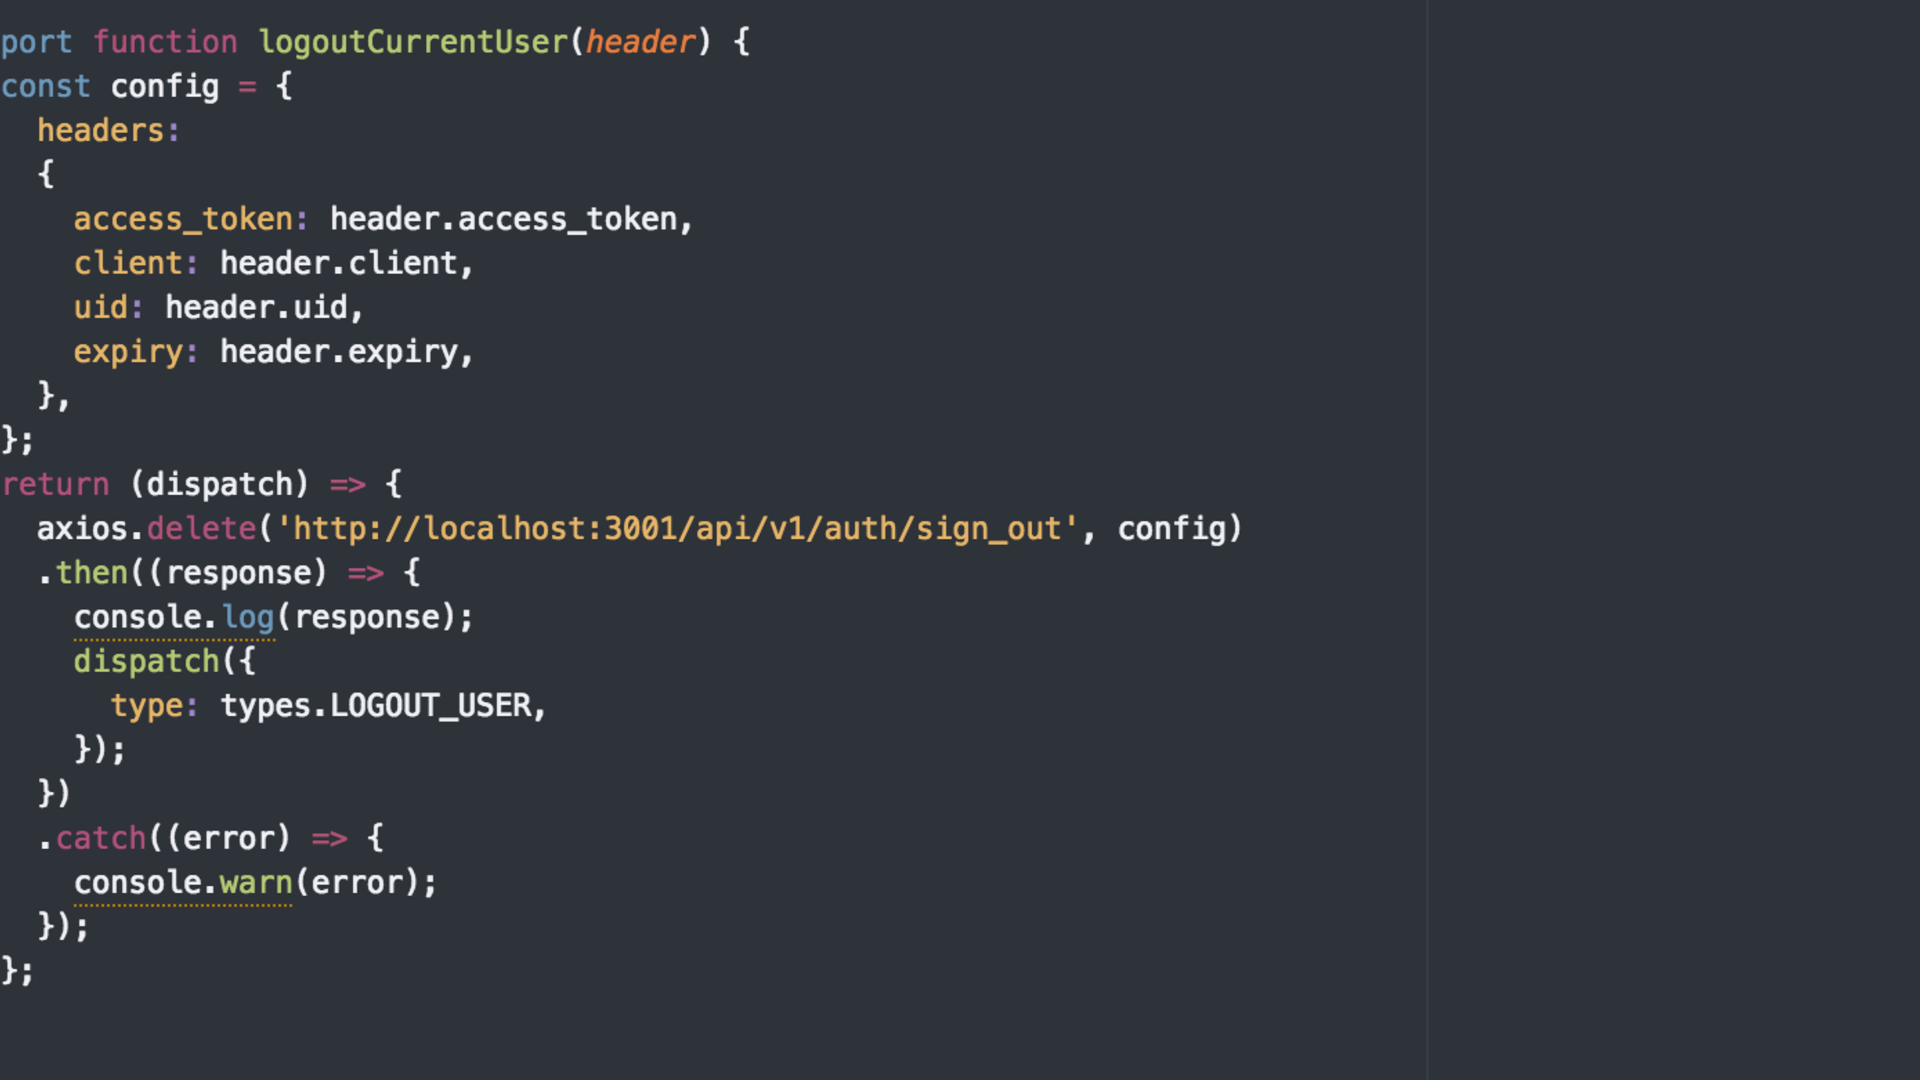 port function logoutCurrentUser(header) {
const config = {
headers:
{
access_token: header.access_token,
client: header.client,
uid: header.uid,
expiry: header.expiry,
},
};
return (dispatch) => {
axios.delete('http://localhost:3001/api/v1/auth/sign_out', config)
.then((response) => {
console.log(response);
dispatch({
type: types.LOGOUT_USER,
});
})
.catch((error) => {
console.warn(error);
});
};